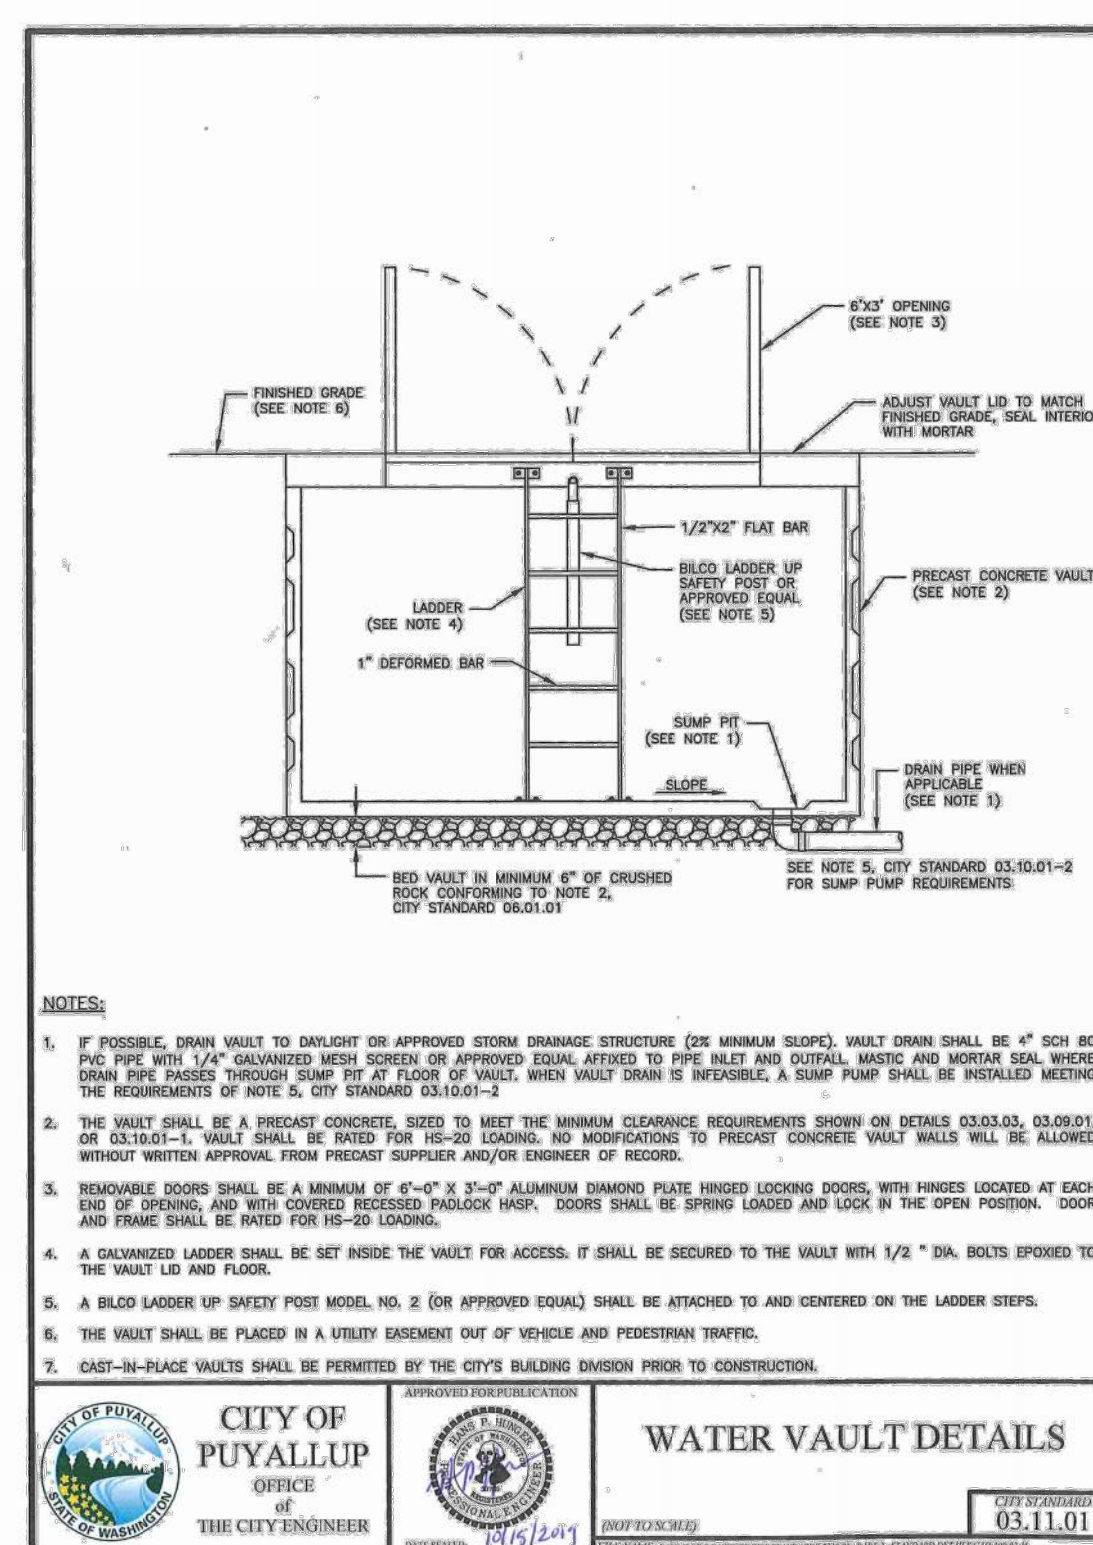 6'X3' OPENING
(SEE NOTE 3)
FINISHED GRADE
(SEE NOTE 6)
ADJUST VAULT LID TO MATCH
FINISHED GRADE, SEAL INTERIO
WITH MORTAR
1/2"X2" FLAT BAR
BILCO LADDER UP
SAFETY POST OR
APPROVED EQUAL
(SEE NOTE 5)
PRECAST CONCRETE VAULT
(SEE NOTE 2)
LADDER
(SEE NOTE 4)
1" DEFORMED BAR
SUMP PIT
(SEE NOTE 1)
SLOPE
DRAIN PIPE WHEN
APPLICABLE
(SEE NOTE 1)
BED VAULT IN MINIMUM 6" OF CRUSHED
ROCK CONFORMING TO NOTE 2,
CITY STANDARD 06.01.01
SEE NOTE 5, CITY STANDARD 03.10.01-2
FOR SUMP PUMP REQUIREMENTS
NOTES:
1. IF POSSIBLE, DRAIN VAULT TO DAYLIGHT OR APPROVED STORM DRAINAGE STRUCTURE (2% MINIMUM SLOPE). VAULT DRAIN SHALL BE 4" SCH 80
PVC PIPE WITH 1/4" GALVANIZED MESH SCREEN OR APPROVED EQUAL AFFIXED TO PIPE INLET AND OUTFALL. MASTIC AND MORTAR SEAL WHERE
DRAIN PIPE PASSES THROUGH SUMP PIT AT FLOOR OF VAULT. WHEN VAULT DRAIN IS INFEASIBLE, A SUMP PUMP SHALL BE INSTALLED MEETING
THE REQUIREMENTS OF NOTE 5, CITY STANDARD 03.10.01-2
2. THE VAULT SHALL BE A PRECAST CONCRETE, SIZED TO MEET THE MINIMUM CLEARANCE REQUIREMENTS SHOWN ON DETAILS 03.03.03, 03.09.01
OR 03.10.01-1. VAULT SHALL BE RATED FOR HS-20 LOADING. NO MODIFICATIONS TO PRECAST CONCRETE VAULT WALLS WILL BE ALLOWED
WITHOUT WRITTEN APPROVAL FROM PRECAST SUPPLIER AND/OR ENGINEER OF RECORD.
3. REMOVABLE DOORS SHALL BE A MINIMUM OF 6'-0" X 3'-0" ALUMINUM DIAMOND PLATE HINGED LOCKING DOORS, WITH HINGES LOCATED AT EACH
END OF OPENING, AND WITH COVERED RECESSED PADLOCK HASP. DOORS SHALL BE SPRING LOADED AND LOCK IN THE OPEN POSITION. DOOR
AND FRAME SHALL BE RATED FOR HS-20 LOADING.
4. A GALVANIZED LADDER SHALL BE SET INSIDE THE VAULT FOR ACCESS. IT SHALL BE SECURED TO THE VAULT WITH 1/2 " DIA. BOLTS EPOXIED TO
THE VAULT LID AND FLOOR.
5. A BILCO LADDER UP SAFETY POST MODEL NO. 2 (OR APPROVED EQUAL) SHALL BE ATTACHED TO AND CENTERED ON THE LADDER STEPS.
6. THE VAULT SHALL BE PLACED IN A UTILITY EASEMENT OUT OF VEHICLE AND PEDESTRIAN TRAFFIC.
7. CAST-IN-PLACE VAULTS SHALL BE PERMITTED BY THE CITY'S BUILDING DIVISION PRIOR TO CONSTRUCTION.
CITY OF PUYALLUP
STATE OF WASHINGTON
CITY OF
PUYALLUP
OFFICE
of
THE CITY ENGINEER
APPROVED FOR PUBLICATION
HANS P. HUNGER
STATE OF WASHINGTON
REGISTERED
PROFESSIONAL ENGINEER
10/15/2019
WATER VAULT DETAILS
(NOT TO SCALE)
CITY STANDARD
03.11.01